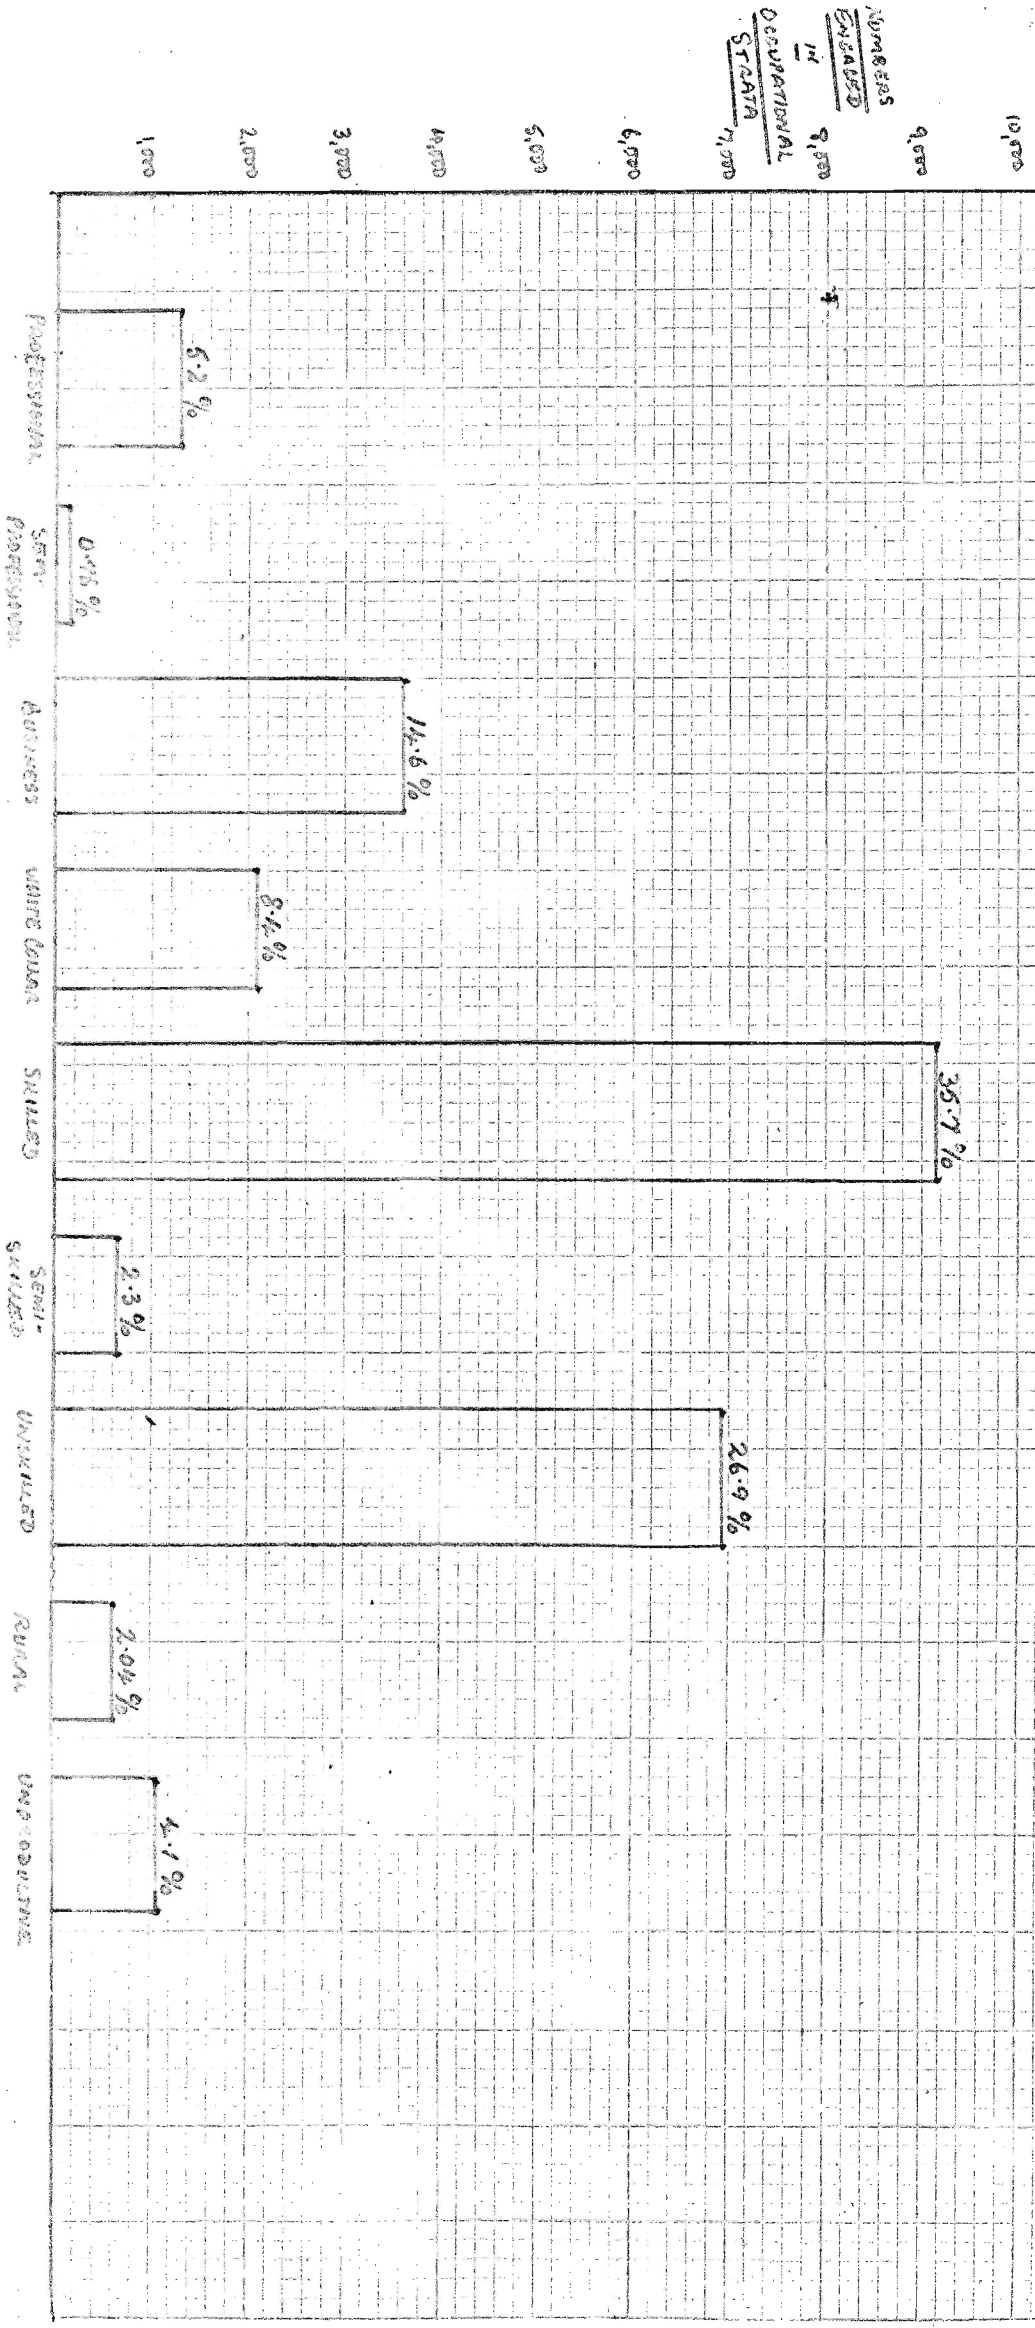 NUMBERS
ENGAGED
IN
OCCUPATIONAL
STRATA
10,000
9,000
8,000
7,000
6,000
5,000
4,000
3,000
2,000
1,000
5.2%
0.76%
14.6%
8.4%
35.7%
2.3%
26.9%
2.04%
4.1%
PROFESSIONAL
SEMI-
PROFESSIONAL
BUSINESS
WHITE COLLAR
SKILLED
SEMI-
SKILLED
UNSKILLED
RURAL
UNPRODUCTIVE